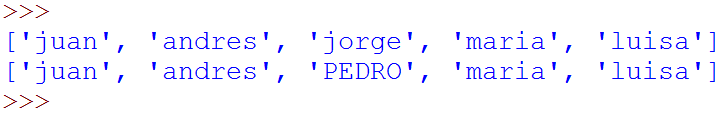 >>>
['juan', 'andres', 'jorge', 'maria', 'luisa']
['juan', 'andres', 'PEDRO', 'maria', 'luisa']
>>>